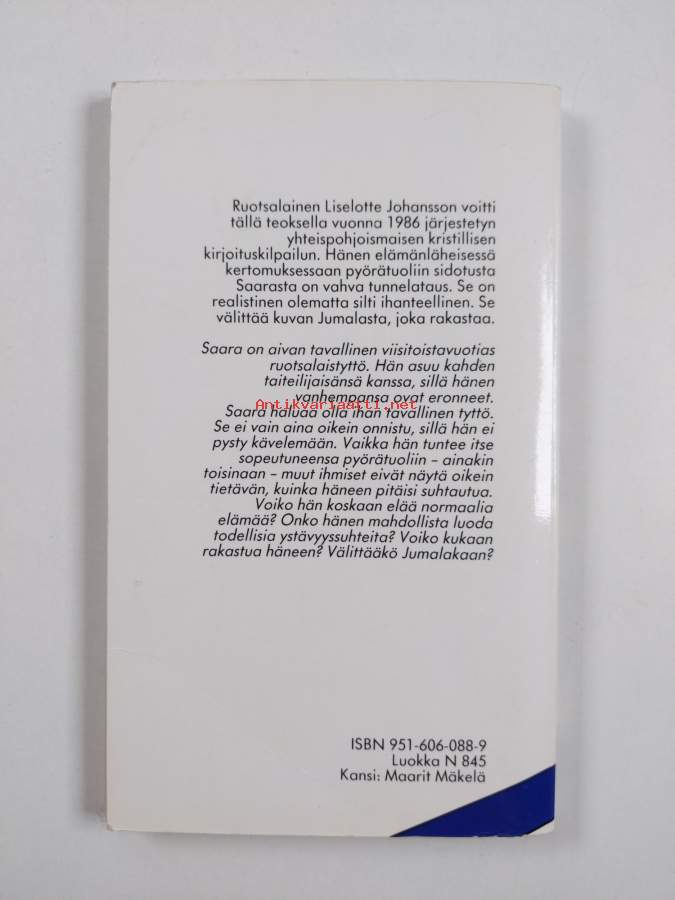 Ruotsalainen Liselotte Johansson voitti
tällä teoksella vuonna 1986 järjestetyn
yhteispohjoismaisen kristillisen
kirjoituskilpailun. Hänen elämänläheisessä
kertomuksessaan pyörätuoliin sidotusta
Saarasta on vahva tunnelataus. Se on
realistinen olematta silti ihanteellinen. Se
välittää kuvan Jumalasta, joka rakastaa.
Saara on aivan tavallinen viisitoistavuotias
ruotsalaistyttö. Hän asuu kahden
taiteilijaisänsä kanssa, sillä hänen
vanhempansa ovat eronneet.
Antikvariaatti.net
Saara haluaa olla ihan tavallinen tyttö.
Se ei vain aina oikein onnistu, sillä hän ei
pysty kävelemään. Vaikka hän tuntee itse
sopeutuneensa pyörätuoliin – ainakin
toisinaan – muut ihmiset eivät näytä oikein
tietävän, kuinka häneen pitäisi suhtautua.
Voiko hän koskaan elää normaalia
elämää? Onko hänen mahdollista luoda
todellisia ystävyyssuhteita? Voiko kukaan
rakastua häneen? Välittääkö Jumalakaan?
ISBN 951-606-088-9
Luokka N 845
Kansi: Maarit Mäkelä